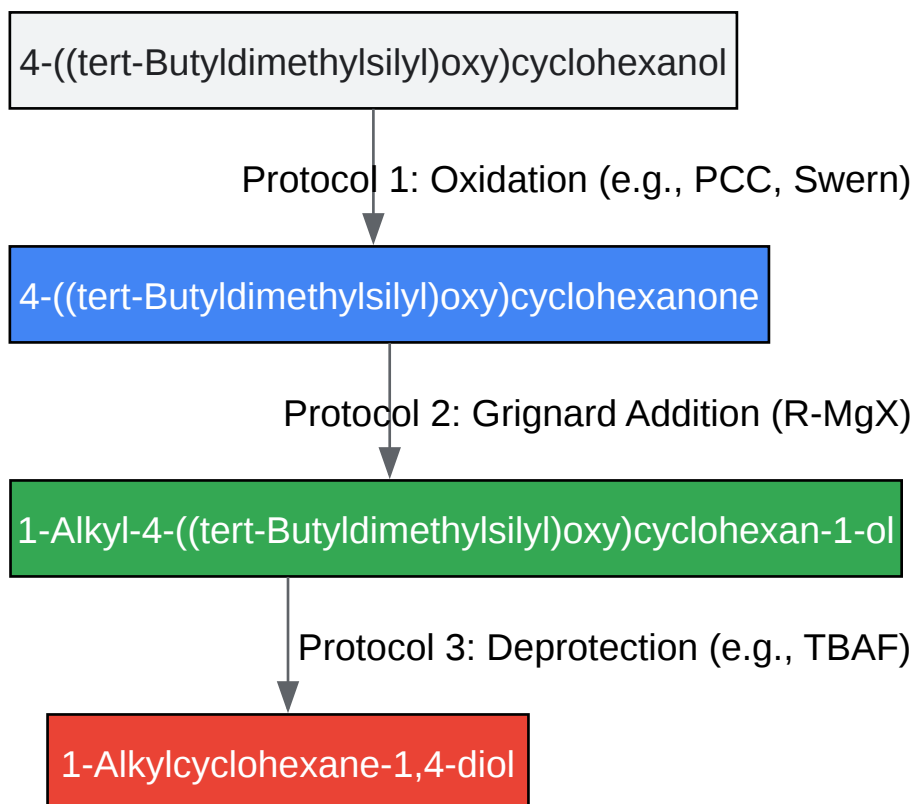 4-((tert-Butyldimethylsilyl)oxy)cyclohexanol
Protocol 1: Oxidation (e.g., PCC, Swern)
4-((tert-Butyldimethylsilyl)oxy)cyclohexanone
Protocol 2: Grignard Addition (R-MgX)
1-Alkyl-4-((tert-Butyldimethylsilyl)oxy)cyclohexan-1-ol
Protocol 3: Deprotection (e.g., TBAF)
1-Alkylcyclohexane-1,4-diol